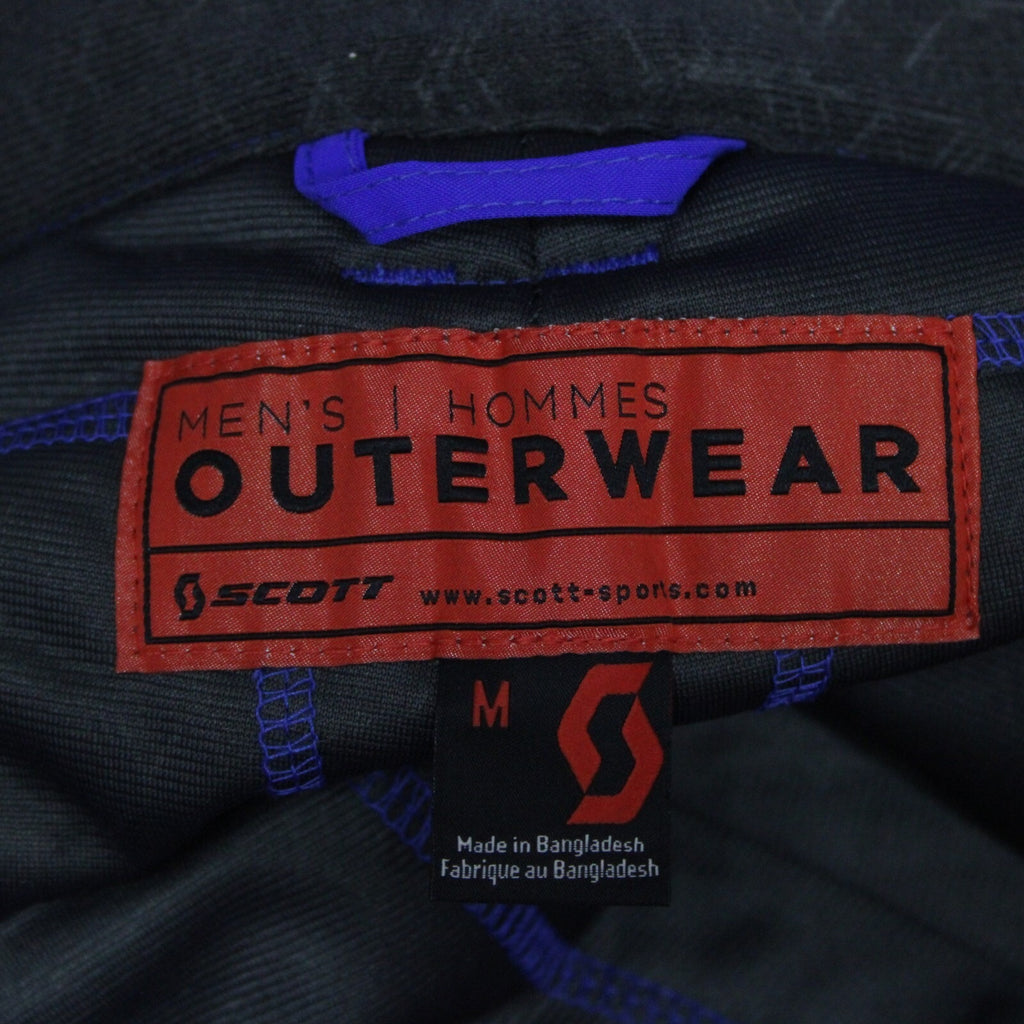 MEN'S | HOMMES
OUTERWEAR
SCOTT www.scott-sports.com
M
Made in Bangladesh
Fabrique au Bangladesh